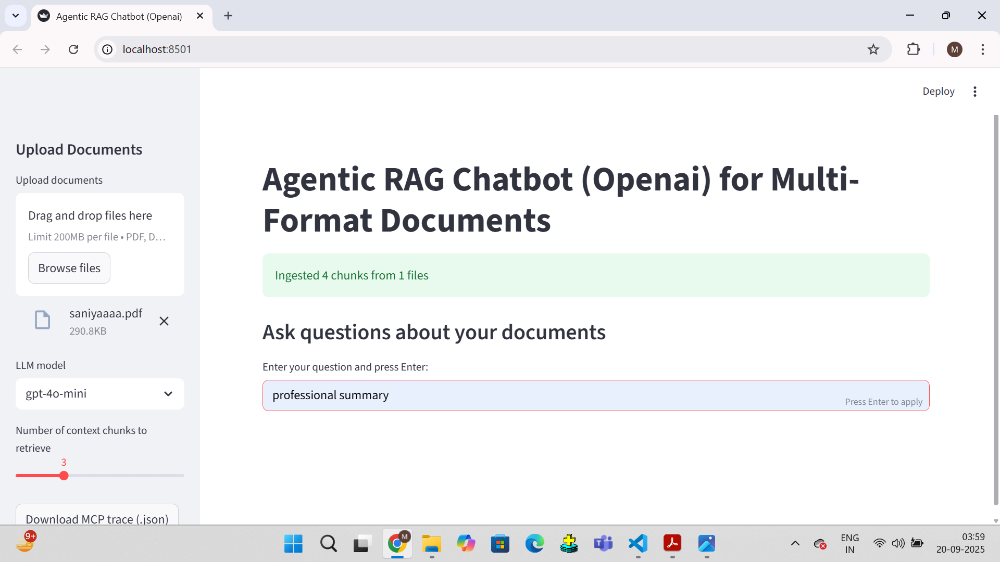 Agentic RAG Chatbot (Openai)
localhost:8501
M
Deploy
Upload Documents
Upload documents
Drag and drop files here
Limit 200MB per file • PDF, D…
Browse files
saniyaaaa.pdf
290.8KB
LLM model
gpt-4o-mini
Number of context chunks to
retrieve
3
Download MCP trace (.json)
Agentic RAG Chatbot (Openai) for Multi-
Format Documents
Ingested 4 chunks from 1 files
Ask questions about your documents
Enter your question and press Enter:
professional summary
Press Enter to apply
9+
M
ENG
IN
03:59
20-09-2025